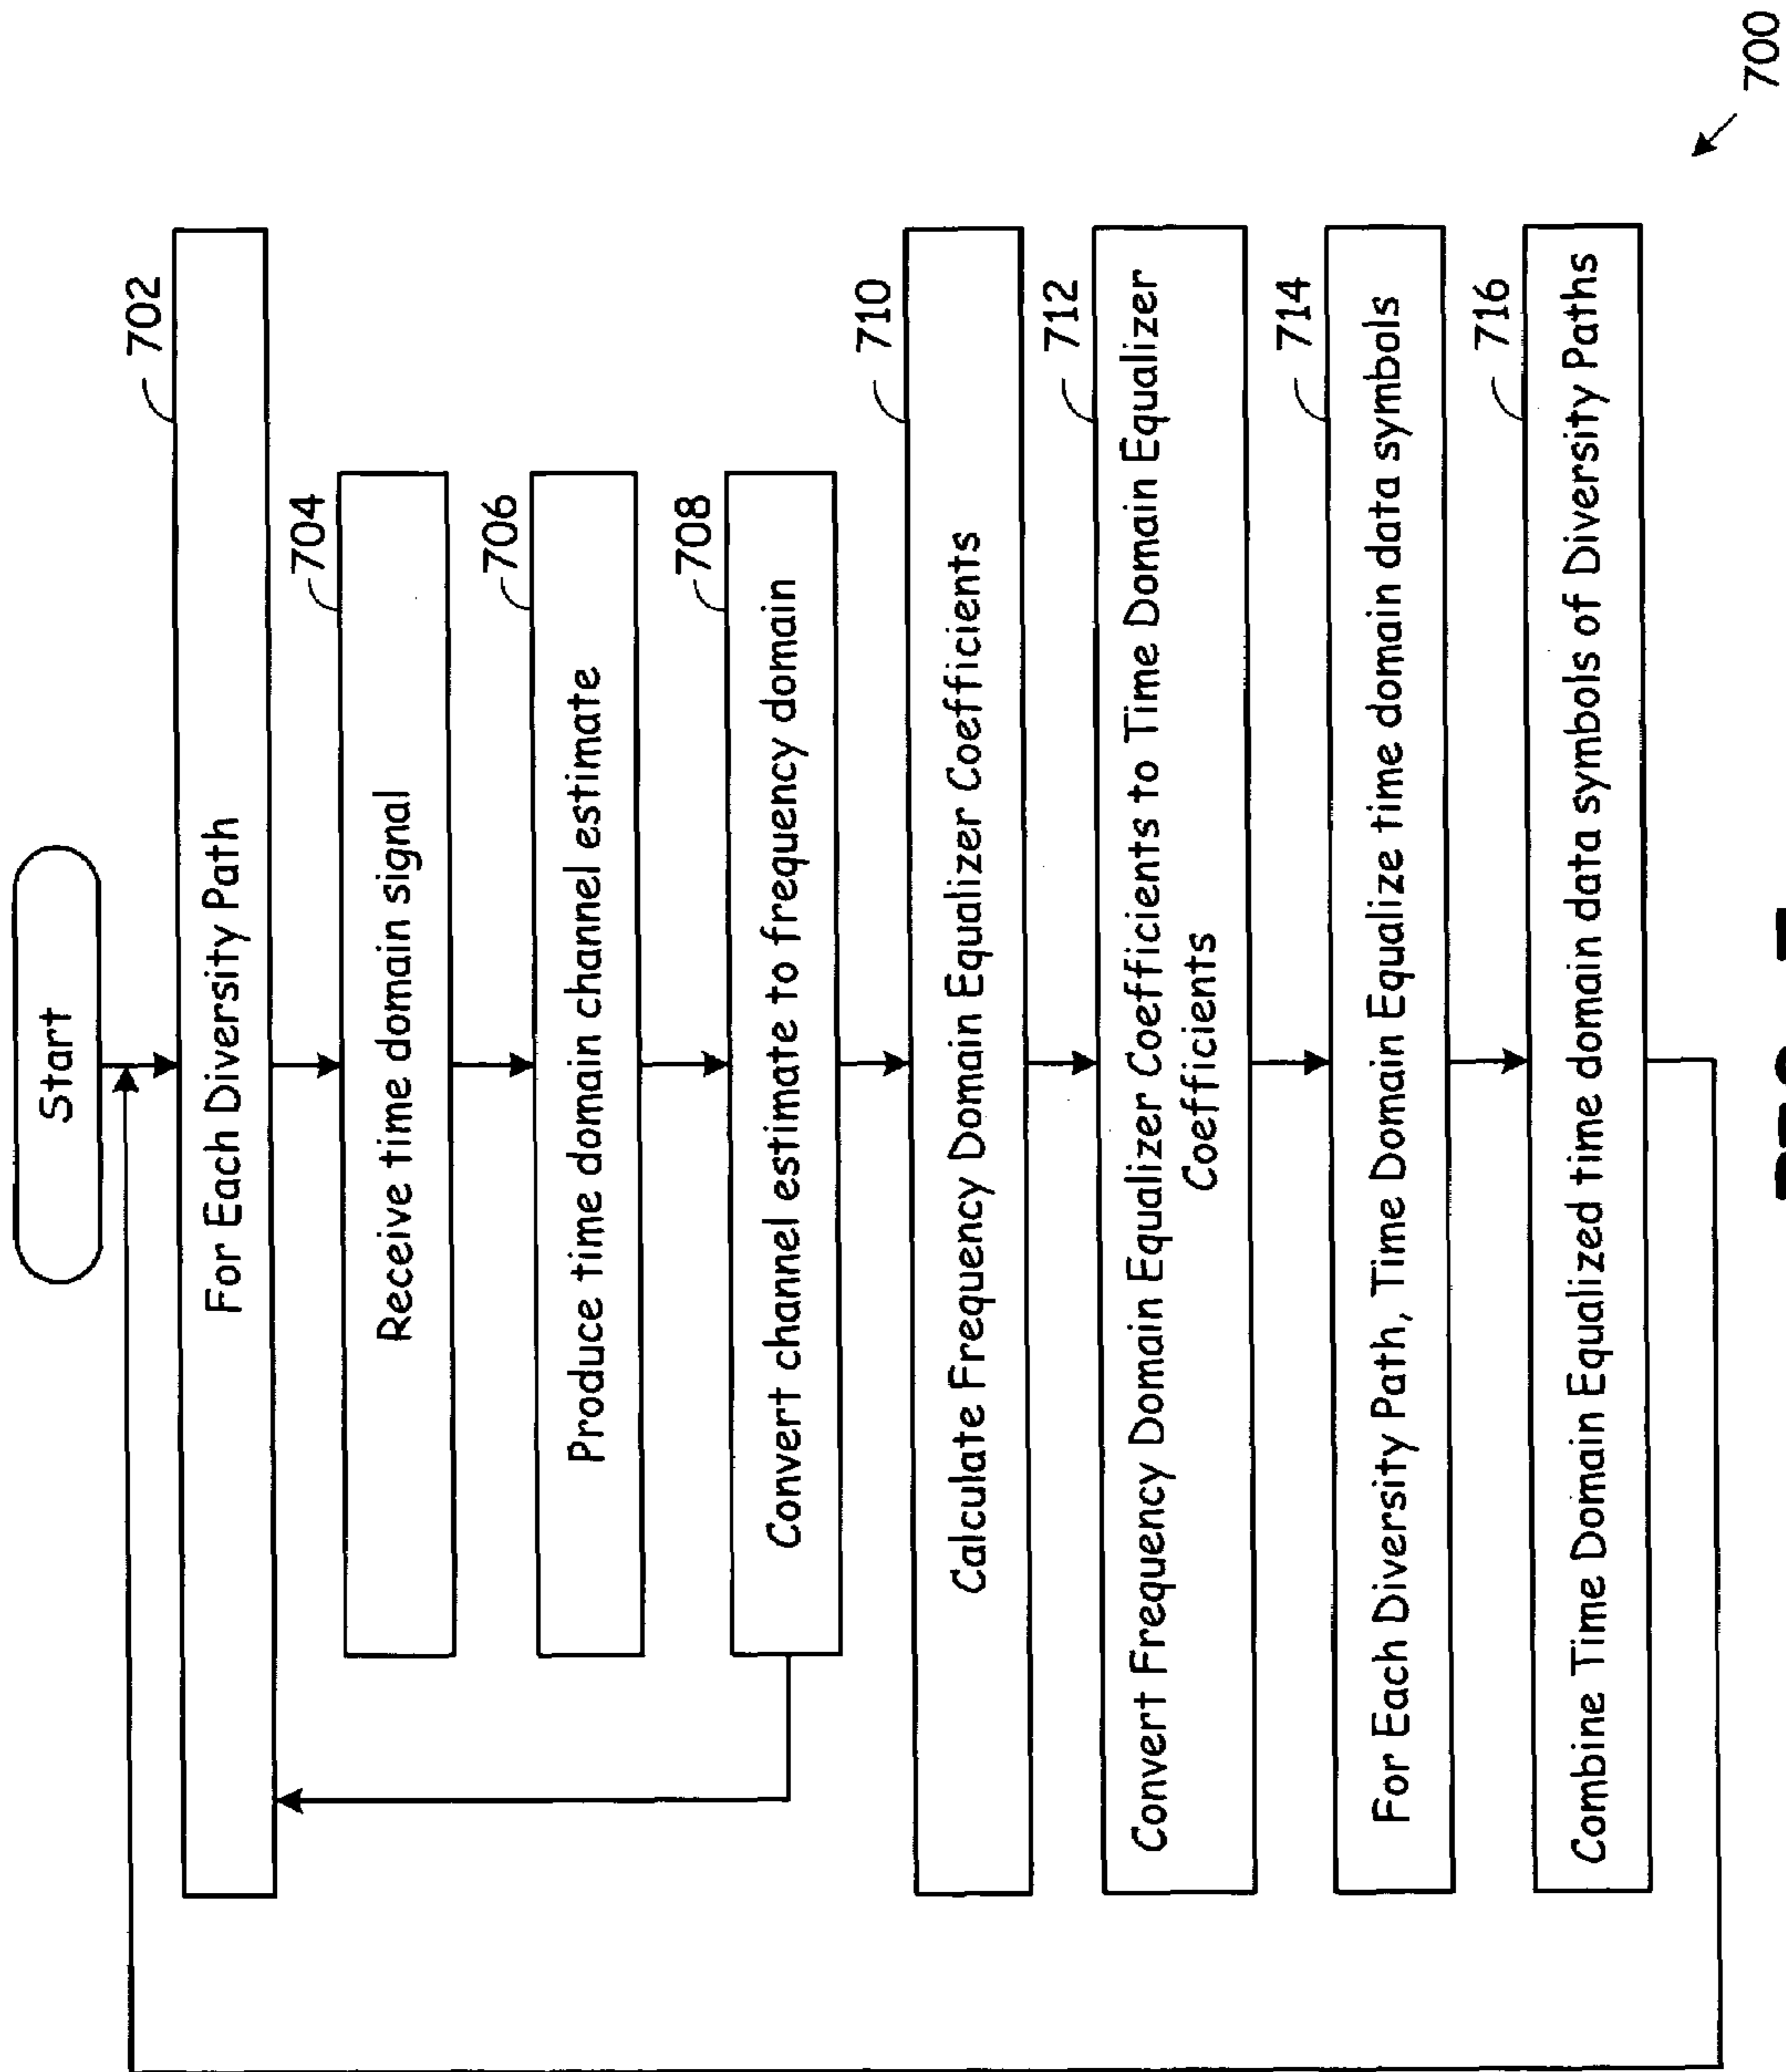 Start
702
For Each Diversity Path
704
Receive time domain signal
706
Produce time domain channel estimate
708
Convert channel estimate to frequency domain
710
Calculate Frequency Domain Equalizer Coefficients
712
Convert Frequency Domain Equalizer Coefficients to Time Domain Equalizer
Coefficients
714
For Each Diversity Path, Time Domain Equalize time domain data symbols
716
Combine Time Domain Equalized time domain data symbols of Diversity Paths
700